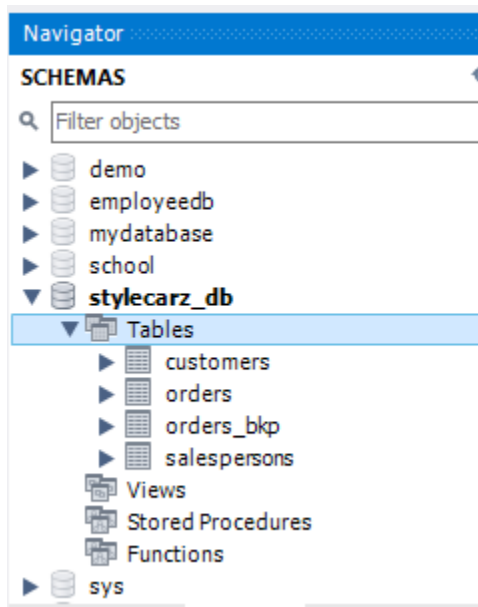 Navigator
SCHEMAS
Filter objects
demo
employeedb
mydatabase
school
stylecarz_db
Tables
customers
orders
orders_bkp
salespersons
Views
Stored Procedures
Functions
sys